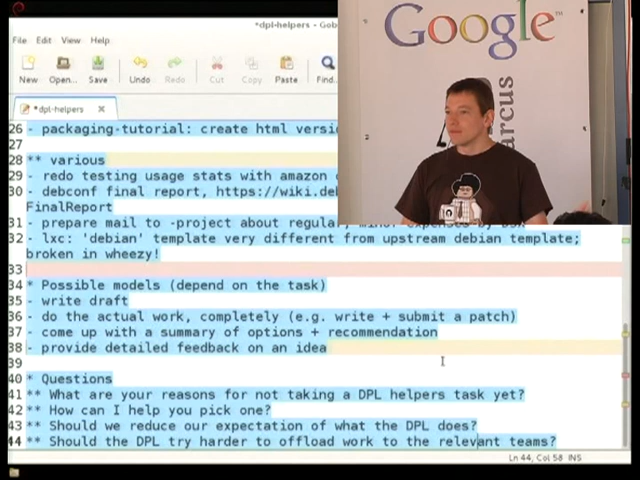 *dpl-helpers - Gob
File Edit View Help
New Open... Save Undo Redo Cut Copy Paste Find...
*dpl-helpers
26 - packaging-tutorial: create html versi
27
28 ** various
29 - redo testing usage stats with amazon
30 - debconf final report, https://wiki.deb
FinalReport
31 - prepare mail to -project about regular,
32 - lxc: 'debian' template very different from upstream debian template;
broken in wheezy!
33
34 * Possible models (depend on the task)
35 - write draft
36 - do the actual work, completely (e.g. write + submit a patch)
37 - come up with a summary of options + recommendation
38 - provide detailed feedback on an idea
39
40 * Questions
41 ** What are your reasons for not taking a DPL helpers task yet?
42 ** How can I help you pick one?
43 ** Should we reduce our expectation of what the DPL does?
44 ** Should the DPL try harder to offload work to the relevant teams?
Ln 44, Col 58 INS
Google™
arcus